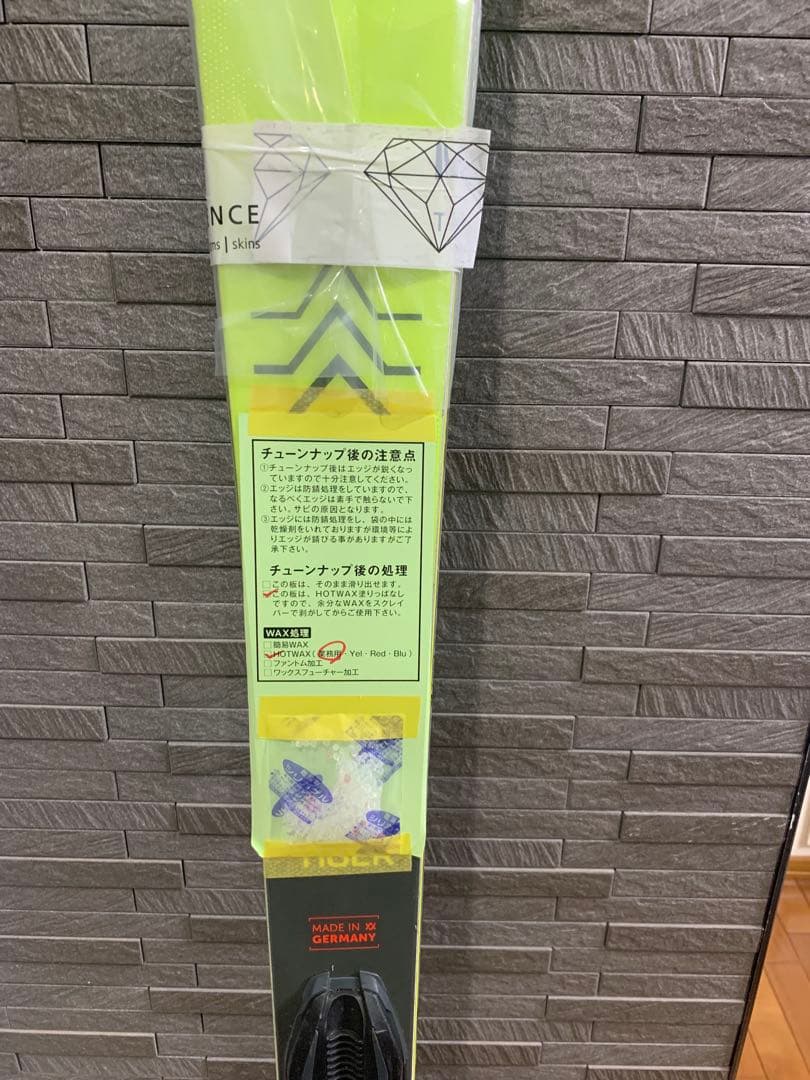 NCE
ms | skins
チューンナップ後の注意点
①チューンナップ後はエッジが鋭くなっ
ていますので十分注意してください。
②エッジは防錆処理をしていますので、
なるべくエッジは素手で触らないで下
さい。サビの原因となります。
③エッジには防錆処理をし、袋の中には
乾燥剤をいれておりますが環境等によ
りエッジが錆びる事がありますがご了
承下さい。
チューンナップ後の処理
□この板は、そのまま滑り出せます。
□この板は、HOTWAX塗りっぱなし
ですので、余分なWAXをスクレイ
パーで剥がしてからご使用下さい。
WAX処理
□簡易WAX
□HOTWAX(業務用・Yel・Red・Blu)
□ファントム加工
□ワックスフューチャー加工
TIGER
MADE IN
GERMANY